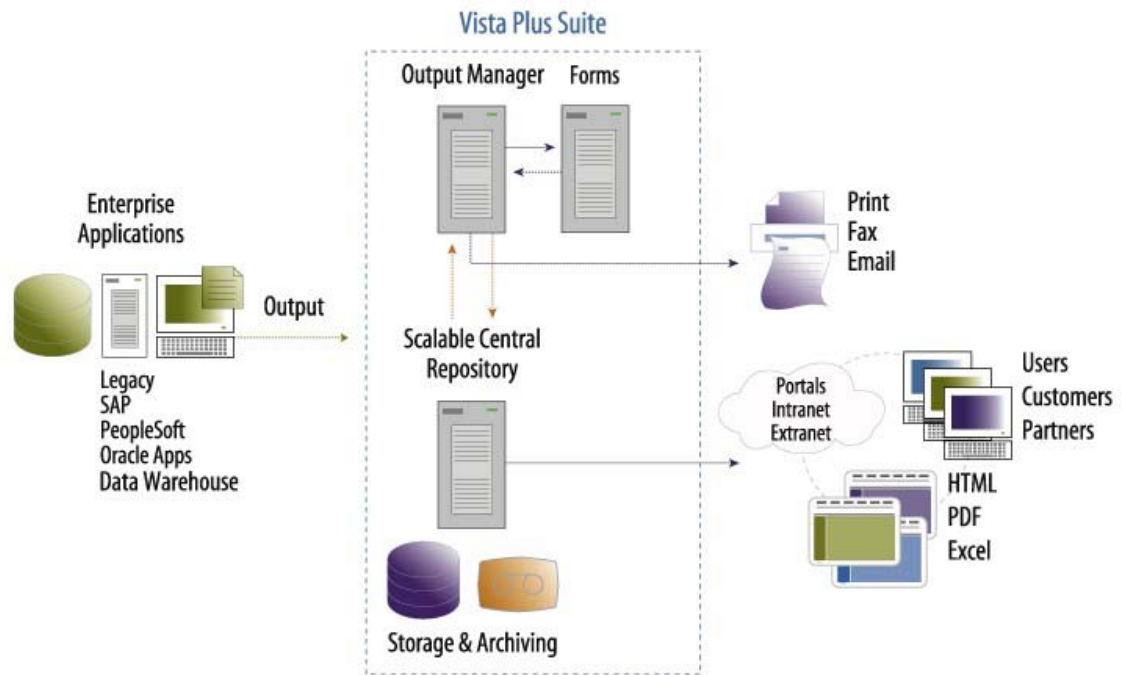 Vista Plus Suite
Output Manager
Forms
Enterprise
Applications
Output
Legacy
SAP
PeopleSoft
Oracle Apps
Data Warehouse
Scalable Central
Repository
Storage & Archiving
Print
Fax
Email
Portals
Intranet
Extranet
Users
Customers
Partners
HTML
PDF
Excel